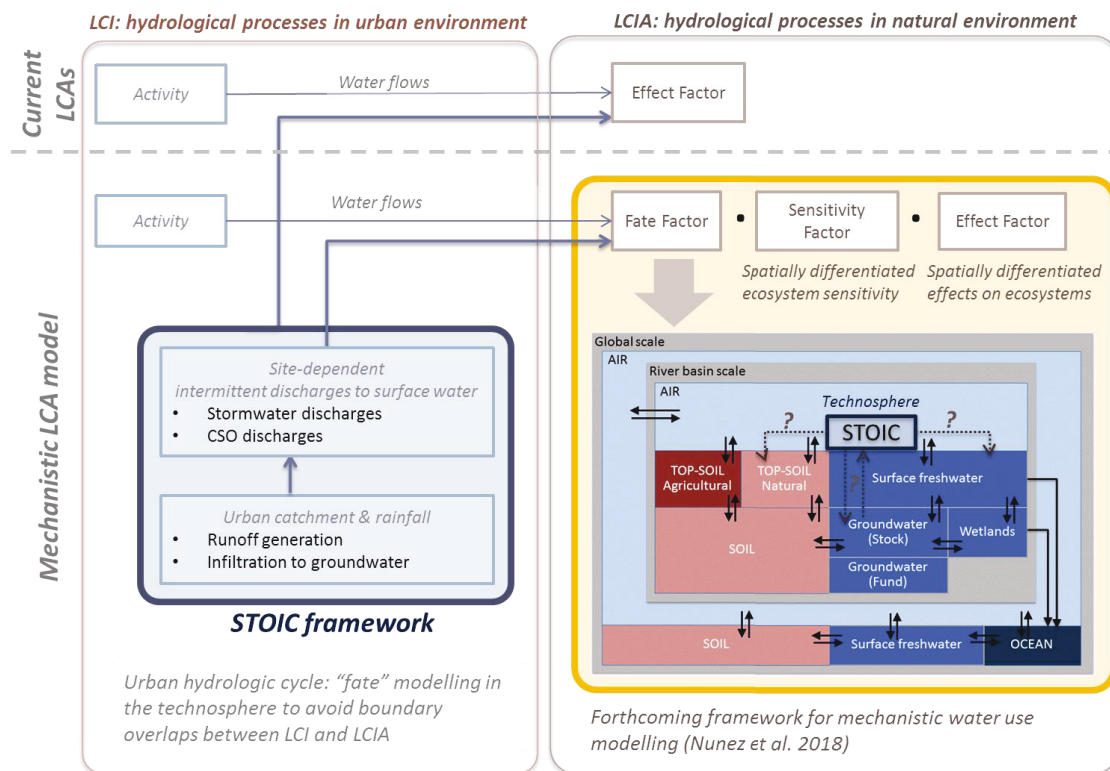 LCI: hydrological processes in urban environment
LCIA: hydrological processes in natural environment
Current
LCAs
Activity
Water flows
Effect Factor
Mechanistic LCA model
Activity
Water flows
Fate Factor
•
Sensitivity
Factor
•
Effect Factor
Spatially differentiated
ecosystem sensitivity
Spatially differentiated
effects on ecosystems
Site-dependent
intermittent discharges to surface water
• Stormwater discharges
• CSO discharges
Urban catchment & rainfall
• Runoff generation
• Infiltration to groundwater
STOIC framework
Urban hydrologic cycle: “fate” modelling in
the technosphere to avoid boundary
overlaps between LCI and LCIA
Global scale
AIR
River basin scale
AIR
Technosphere
?
STOIC
?
?
TOP-SOIL
Agricultural
TOP-SOIL
Natural
Surface freshwater
SOIL
Groundwater
(Stock)
Wetlands
Groundwater
(Fund)
SOIL
Surface freshwater
OCEAN
Forthcoming framework for mechanistic water use
modelling (Nunez et al. 2018)